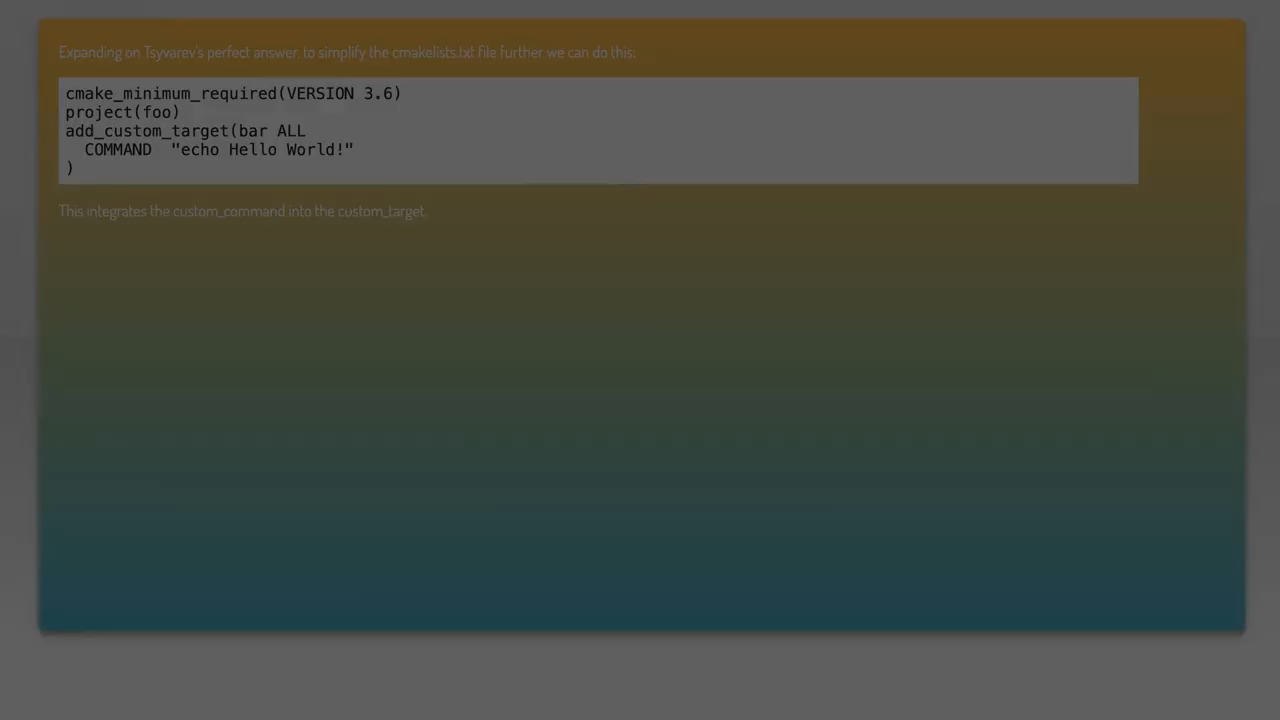 Expanding on Tsyvarev's perfect answer, to simplify the cmakelists.txt file further we can do this:
cmake_minimum_required(VERSION 3.6)
project(foo)
add_custom_target(bar ALL
  COMMAND  "echo Hello World!"
)
This integrates the custom_command into the custom_target.